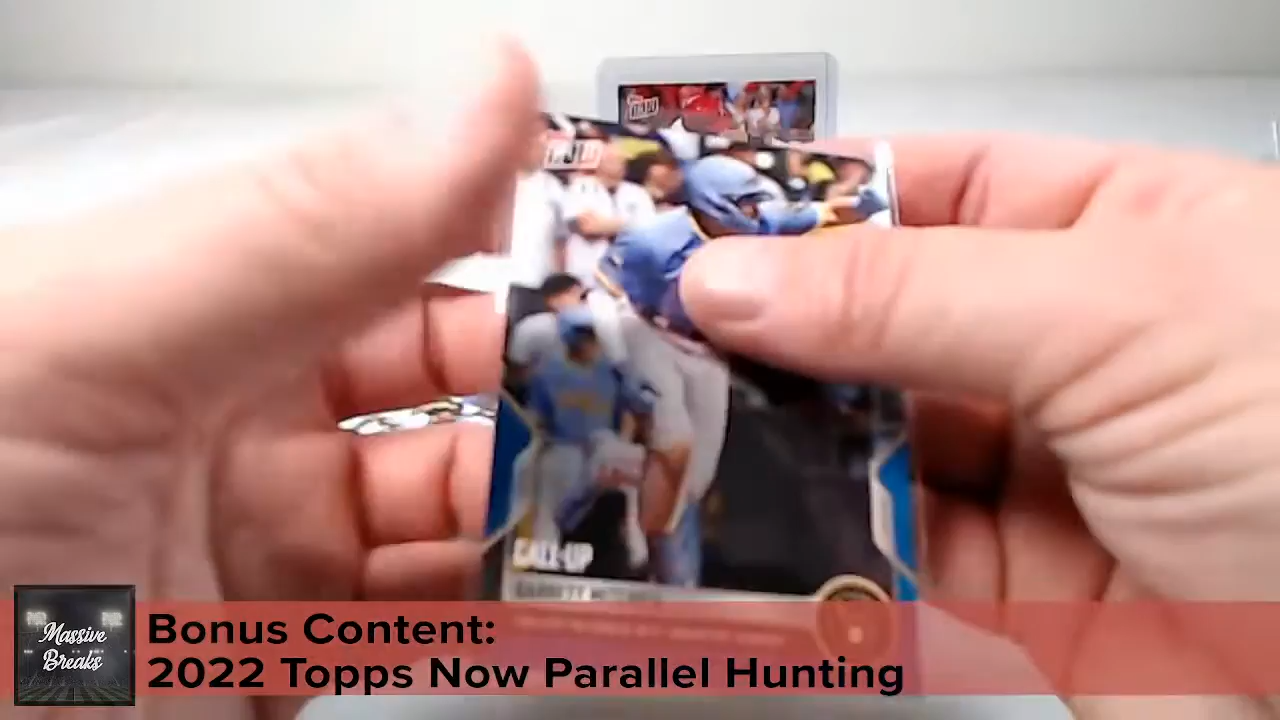 CALL-UP
Massive
Breaks
Bonus Content:
2022 Topps Now Parallel Hunting